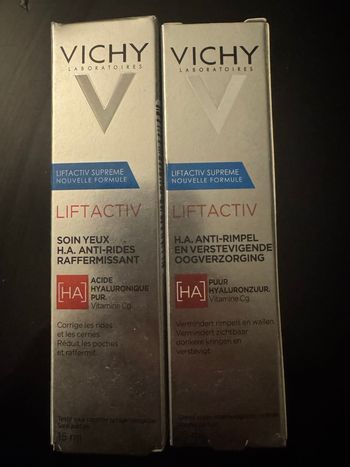 VICHY
LABORATOIRES
LIFTACTIV SUPREME
NOUVELLE FORMULE
LIFTACTIV
SOIN YEUX
H.A. ANTI-RIDES
RAFFERMISSANT
[HA]
ACIDE
HYALURONIQUE
PUR.
Vitamine Cg
Corrige les rides
et les cernes.
Réduit les poches
et raffermit.
Sans parfum
15 ml
VICHY
LABORATOIRES
LIFTACTIV SUPREME
NOUVELLE FORMULE
LIFTACTIV
H.A. ANTI-RIMPEL
EN VERSTEVIGENDE
OOGVERZORGING
[HA]
PUUR
HYALURONZUUR.
Vitamine Cg
Vermindert rimpels en wallen.
Vermindert zichtbaar
donkere kringen en
verstevigt.